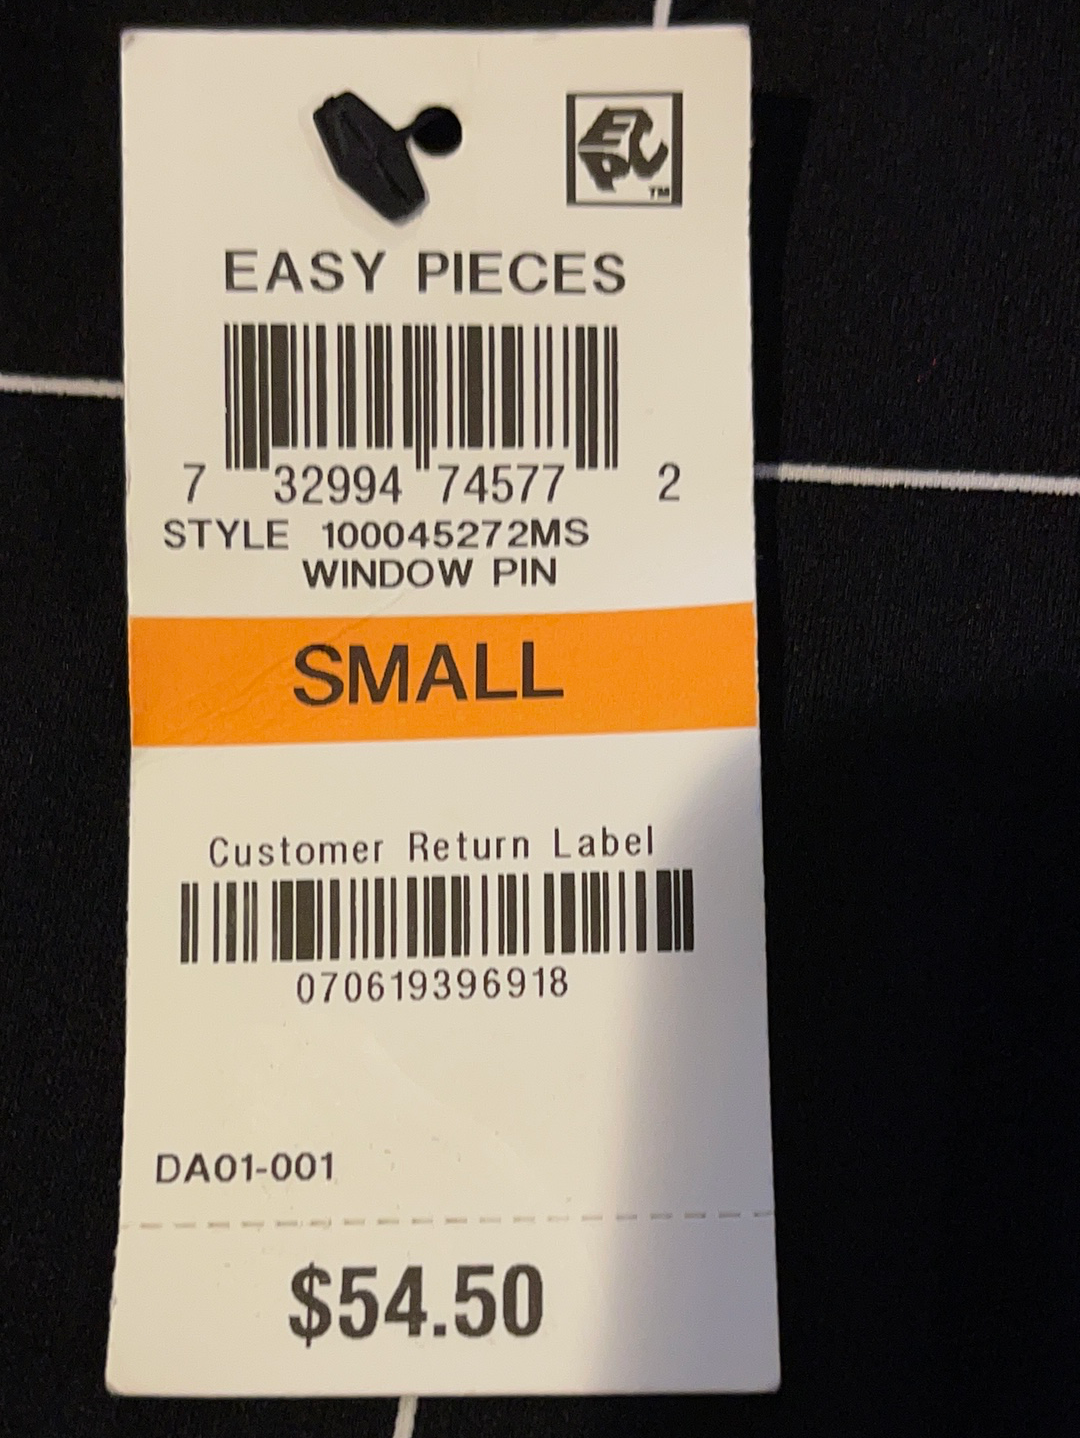 EPC™
EASY PIECES
7 32994 74577 2
STYLE 100045272MS
WINDOW PIN
SMALL
Customer Return Label
070619396918
DA01-001
$54.50